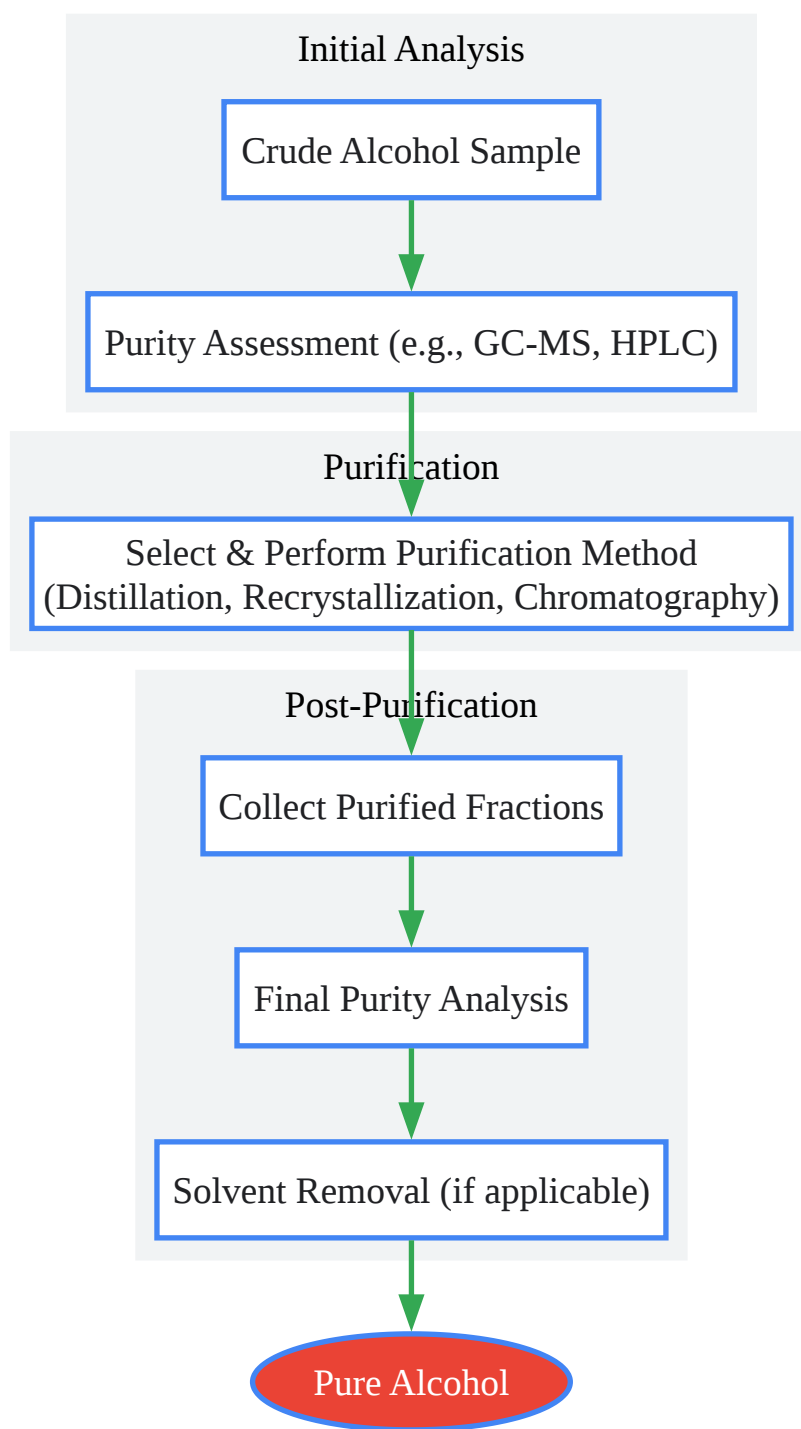 Initial Analysis
Crude Alcohol Sample
Purity Assessment (e.g., GC-MS, HPLC)
Purification
Select & Perform Purification Method
(Distillation, Recrystallization, Chromatography)
Post-Purification
Collect Purified Fractions
Final Purity Analysis
Solvent Removal (if applicable)
Pure Alcohol